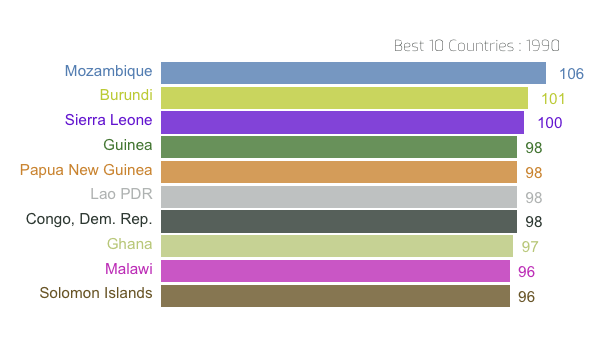 Best 10 Countries : 1990
Mozambique 106
Burundi 101
Sierra Leone 100
Guinea 98
Papua New Guinea 98
Lao PDR 98
Congo, Dem. Rep. 98
Ghana 97
Malawi 96
Solomon Islands 96